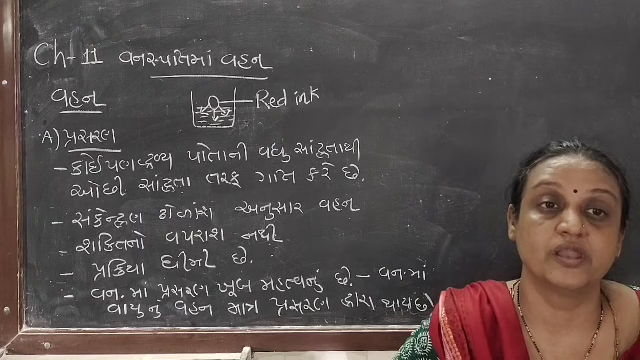 Ch-11 વનસ્પતિમાં વહન
વહન
Red ink
A) પ્રસરણ
- કોઈપણ દ્રવ્ય પોતાની વધુ સાંદ્રતાથી
ઓછી સાંદ્રતા તરફ ગતિ કરે છે.
- સંકેન્દ્રણ ઢોળાંશ અનુસાર વહન
- શક્તિનો વપરાશ નથી
- પ્રક્રિયા ધીમી છે.
- વન. માં પ્રસરણ ખૂબ મહત્વનું છે. - વન. માં
વાયુનુ વહન માત્ર પ્રસરણ દ્વારા થાય છે